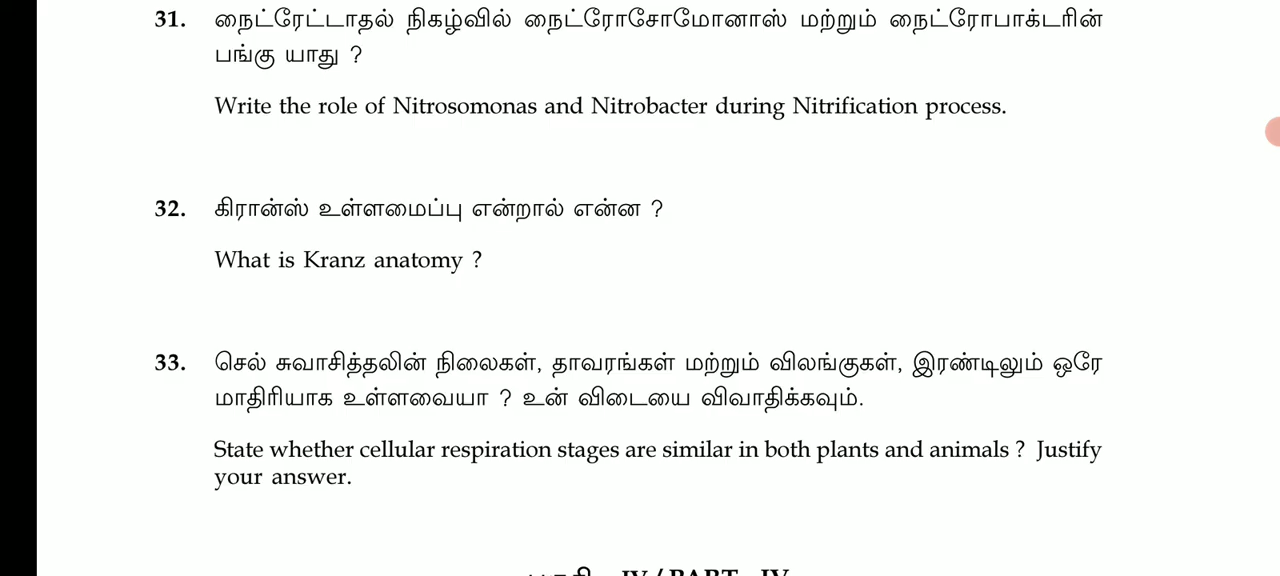 31. நைட்ரேட்டாதல் நிகழ்வில் நைட்ரோசோமோனாஸ் மற்றும் நைட்ரோபாக்டரின்
பங்கு யாது ?
Write the role of Nitrosomonas and Nitrobacter during Nitrification process.
32. கிரான்ஸ் உள்ளமைப்பு என்றால் என்ன ?
What is Kranz anatomy ?
33. செல் சுவாசித்தலின் நிலைகள், தாவரங்கள் மற்றும் விலங்குகள், இரண்டிலும் ஒரே
மாதிரியாக உள்ளவையா ? உன் விடையை விவாதிக்கவும்.
State whether cellular respiration stages are similar in both plants and animals ? Justify
your answer.
IV / PART - IV